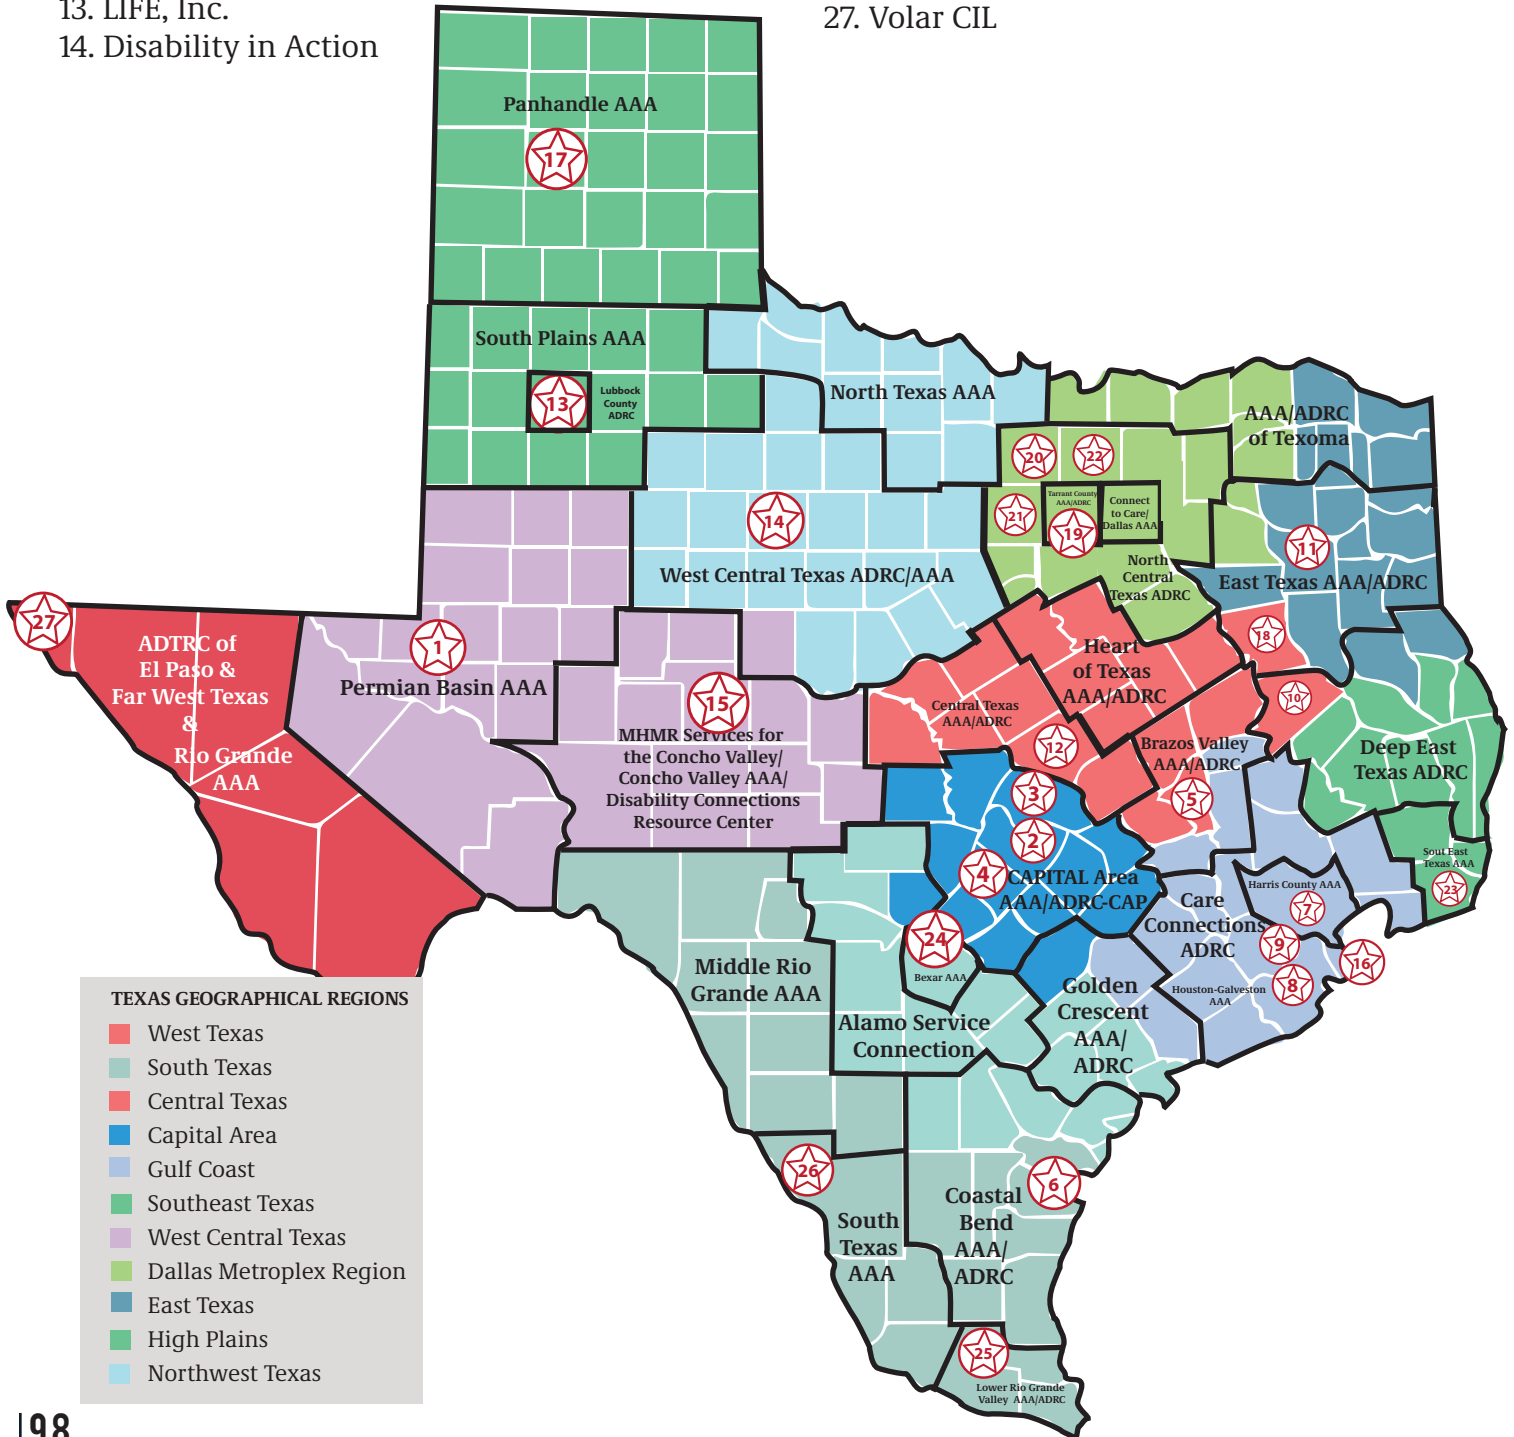 13. LIFE, Inc.
14. Disability in Action
27. Volar CIL
Panhandle AAA
17
South Plains AAA
13
Lubbock
County
ADRC
North Texas AAA
AAA/ADRC
of Texoma
20
22
21
Tarrant County
AAA/ADRC
19
Connect
to Care/
Dallas AAA
North
Central
Texas ADRC
14
West Central Texas ADRC/AAA
11
East Texas AAA/ADRC
27
ADTRC of
El Paso &
Far West Texas
&
Rio Grande
AAA
1
Permian Basin AAA
15
MHMR Services for
the Concho Valley/
Concho Valley AAA/
Disability Connections
Resource Center
18
Heart
of Texas
AAA/ADRC
10
Central Texas
AAA/ADRC
12
Brazos Valley
AAA/ADRC
5
Deep East
Texas ADRC
3
2
4
CAPITAL Area
AAA/ADRC-CAP
Sout East
Texas AAA
23
Harris County AAA
7
Care
Connections
ADRC
9
16
8
Houston-Galveston
AAA
24
Bexar AAA
Middle Rio
Grande AAA
Alamo Service
Connection
Golden
Crescent
AAA/
ADRC
26
6
South
Texas
AAA
Coastal
Bend
AAA/
ADRC
25
Lower Rio Grande
Valley AAA/ADRC
TEXAS GEOGRAPHICAL REGIONS
West Texas
South Texas
Central Texas
Capital Area
Gulf Coast
Southeast Texas
West Central Texas
Dallas Metroplex Region
East Texas
High Plains
Northwest Texas
|98